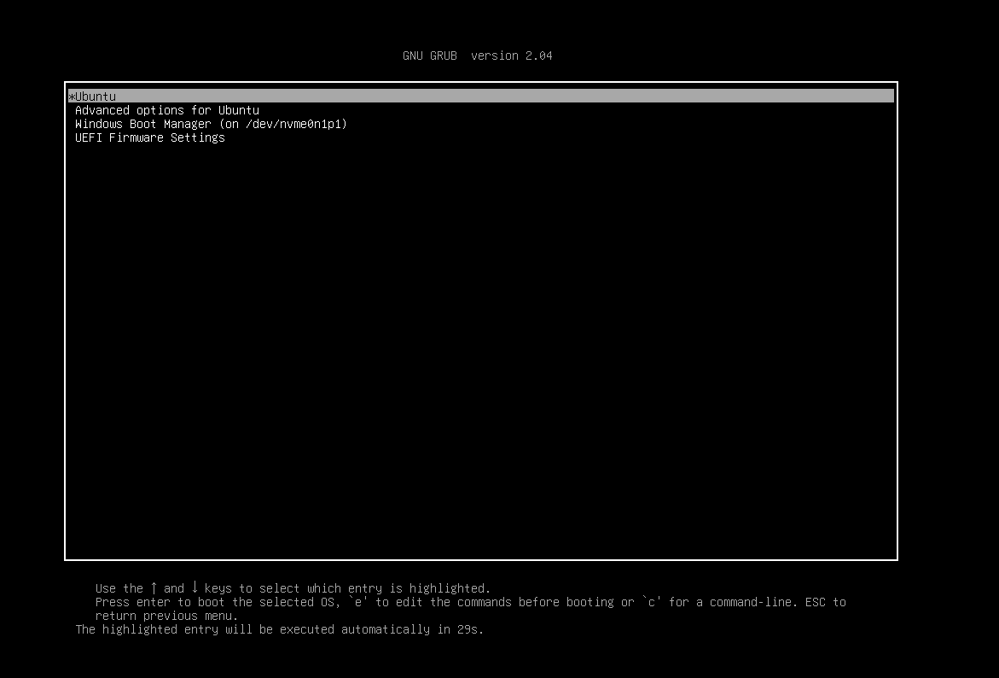 GNU GRUB  version 2.04
*Ubuntu
Advanced options for Ubuntu
Windows Boot Manager (on /dev/nvme0n1p1)
UEFI Firmware Settings
Use the ↑ and ↓ keys to select which entry is highlighted.
Press enter to boot the selected OS, `e' to edit the commands before booting or `c' for a command-line. ESC to
return previous menu.
The highlighted entry will be executed automatically in 29s.